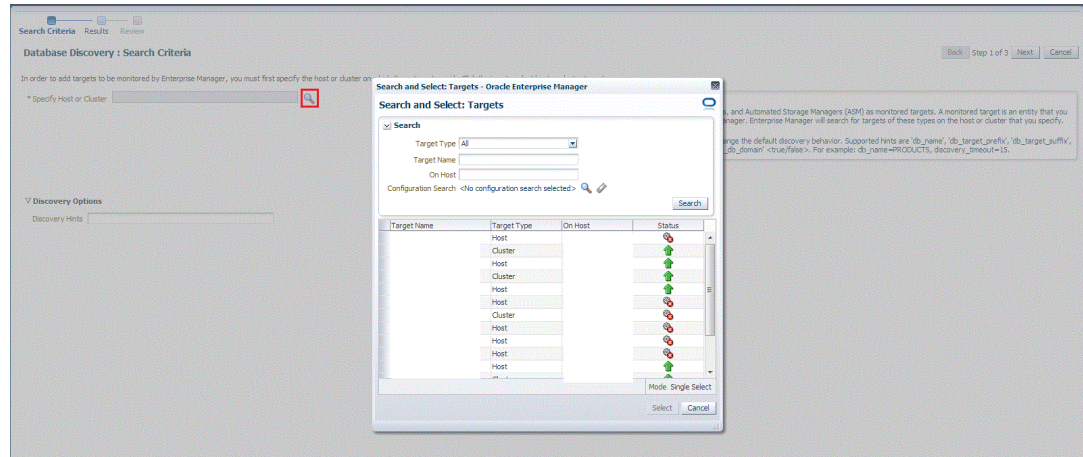 Search Criteria Results Review
Database Discovery : Search Criteria
Back Step 1 of 3 Next Cancel
In order to add targets to be monitored by Enterprise Manager, you must first specify the host or cluster on
* Specify Host or Cluster
s, and Automated Storage Managers (ASM) as monitored targets. A monitored target is an entity that you
anager. Enterprise Manager will search for targets of these types on the host or cluster that you specify.
ange the default discovery behavior. Supported hints are 'db_name', 'db_target_prefix', 'db_target_suffix',
_db_domain' <true/false>. For example: db_name=PRODUCTS, discovery_timeout=15.
Discovery Options
Discovery Hints
Search and Select: Targets - Oracle Enterprise Manager
Search and Select: Targets
Search
Target Type All
Target Name
On Host
Configuration Search <No configuration search selected>
Search
Target Name Target Type On Host Status
Host
Cluster
Host
Cluster
Host
Host
Cluster
Host
Host
Host
Host
Mode Single Select
Select Cancel